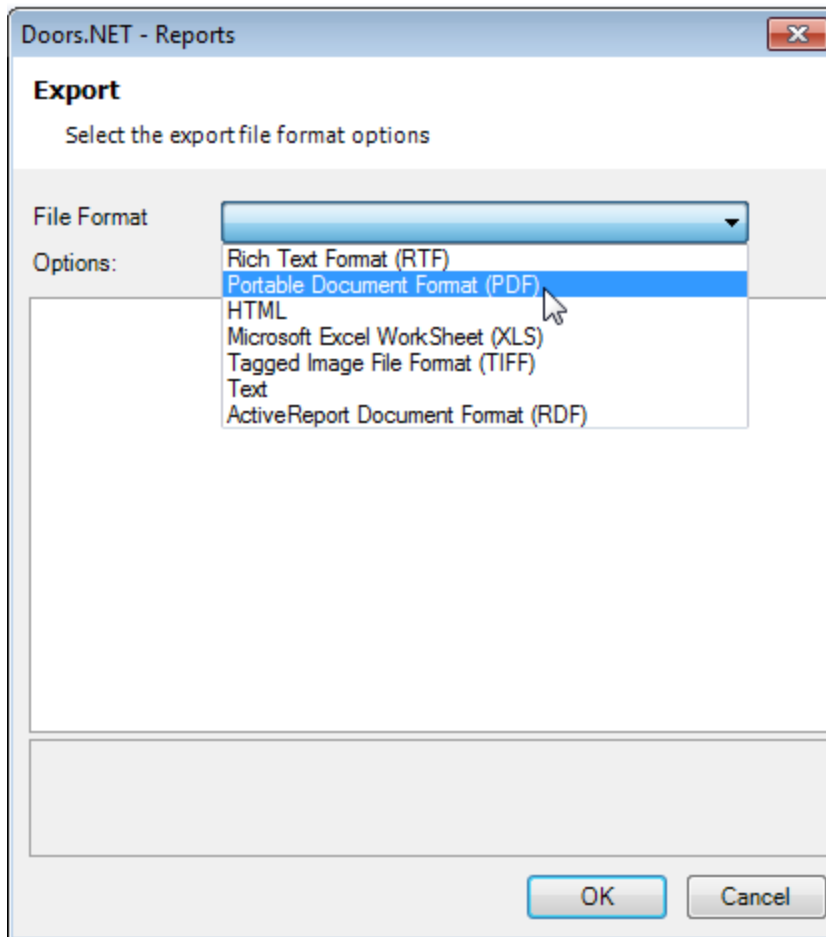 Doors.NET - Reports
Export
Select the export file format options
File Format
Options:
Rich Text Format (RTF)
Portable Document Format (PDF)
HTML
Microsoft Excel WorkSheet (XLS)
Tagged Image File Format (TIFF)
Text
ActiveReport Document Format (RDF)
OK
Cancel